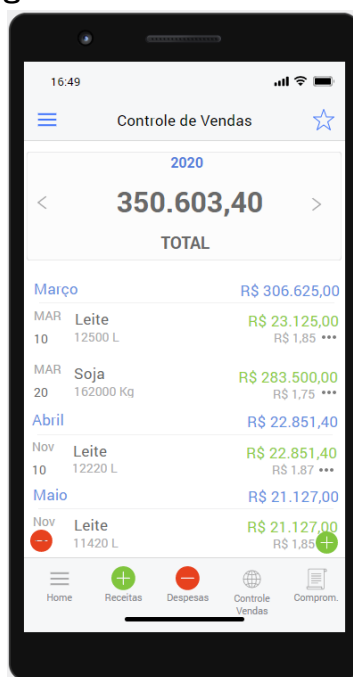 16:49
Controle de Vendas
2020
350.603,40
TOTAL
Março R$ 306.625,00
MAR Leite R$ 23.125,00
10 12500 L R$ 1,85
MAR Soja R$ 283.500,00
20 162000 Kg R$ 1,75
Abril R$ 22.851,40
Nov Leite R$ 22.851,40
10 12220 L R$ 1.87
Maio R$ 21.127,00
Nov Leite R$ 21.127,00
11420 L R$ 1,85
Home Receitas Despesas Controle Vendas Comprom.